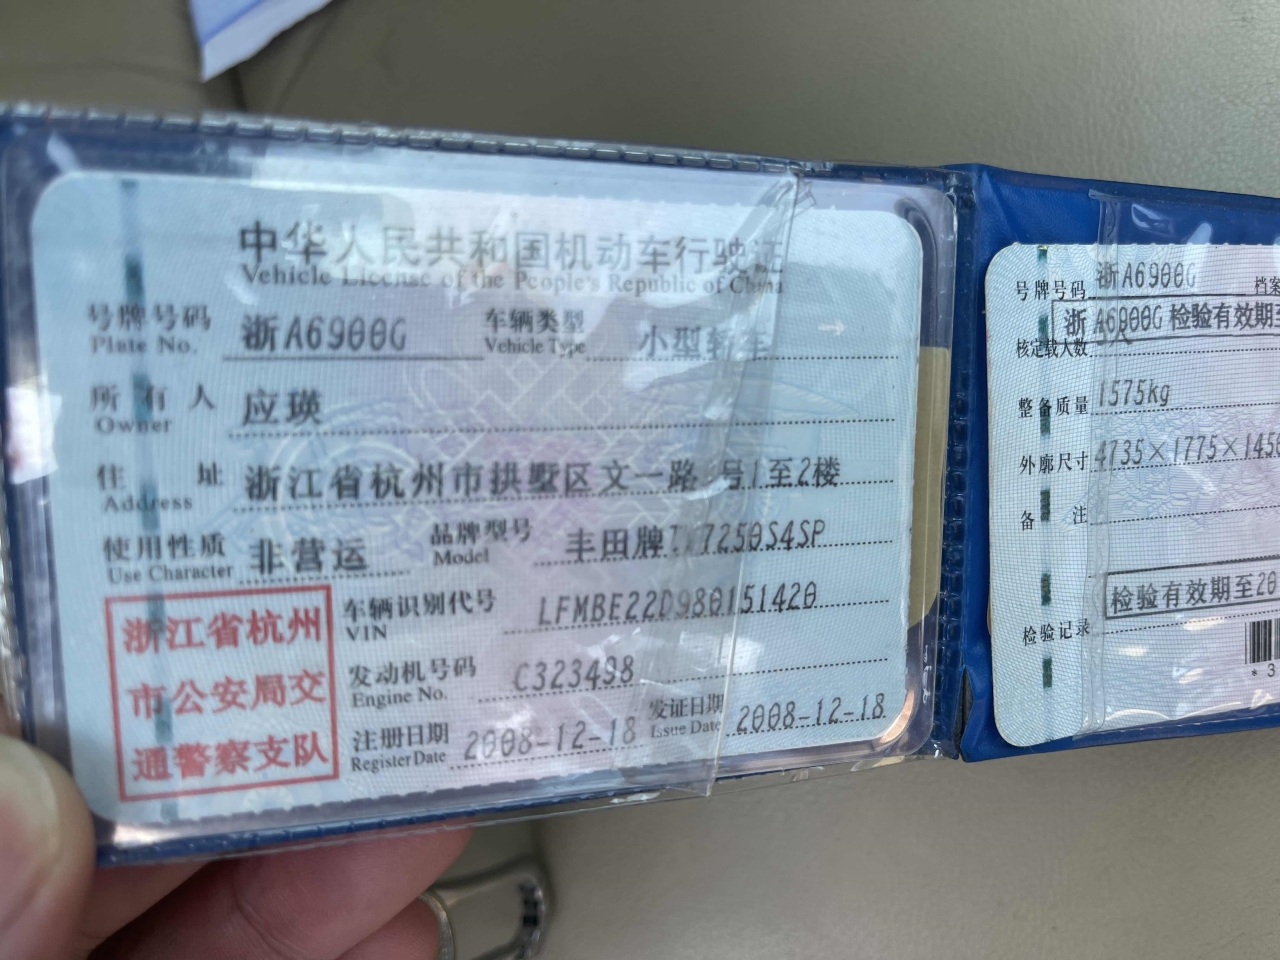 中华人民共和国机动车行驶证
Vehicle License of the People's Republic of China
号牌号码 浙A6900G 车辆类型 小型轿车
Plate No. Vehicle Type
所有人 应瑛
Owner
住址 浙江省杭州市拱墅区文一路 号1至2楼
Address
使用性质 非营运 品牌型号 丰田牌 7250S4SP
Use Character Model
浙江省杭州
市公安局交
通警察支队
车辆识别代号 LFMBE22D980151420
VIN
发动机号码 C323498
Engine No.
注册日期 2008-12-18 发证日期 2008-12-18
Register Date Issue Date
号牌号码 浙A6900G 档案
浙A6900G 检验有效期至
核定载人数
整备质量 1575kg
外廓尺寸 4735×1775×145
备注
检验有效期至20
检验记录
*3